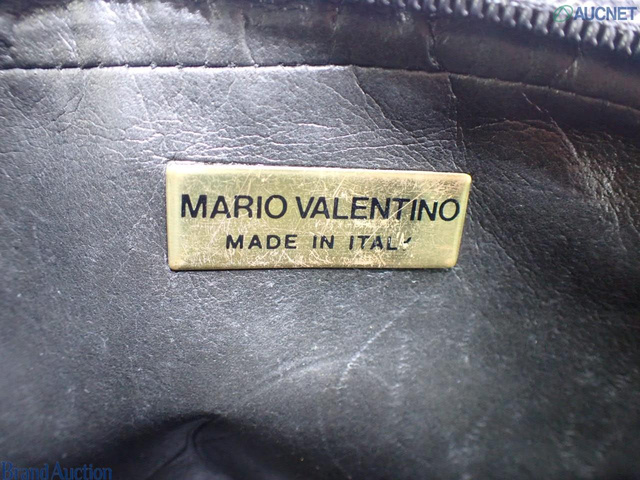 AUCNET
MARIO VALENTINO
MADE IN ITALY
Brand Auction